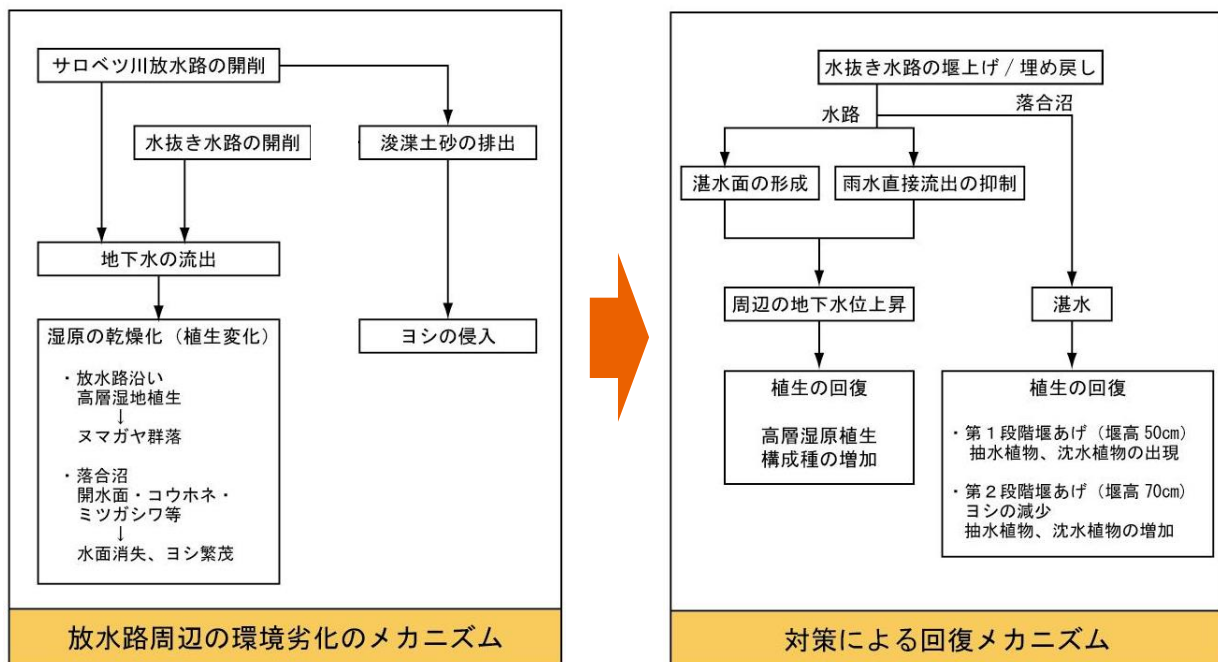 サロベツ川放水路の開削
水抜き水路の開削
浚渫土砂の排出
地下水の流出
湿原の乾燥化（植生変化）
・放水路沿い
高層湿地植生
↓
ヌマガヤ群落
・落合沼
開水面・コウホネ・
ミツガシワ等
↓
水面消失、ヨシ繁茂
ヨシの侵入
放水路周辺の環境劣化のメカニズム
水抜き水路の堰上げ / 埋め戻し
水路
落合沼
湛水面の形成
雨水直接流出の抑制
周辺の地下水位上昇
湛水
植生の回復
高層湿原植生
構成種の増加
植生の回復
・第１段階堰あげ（堰高 50cm）
抽水植物、沈水植物の出現
・第２段階堰あげ（堰高 70cm）
ヨシの減少
抽水植物、沈水植物の増加
対策による回復メカニズム